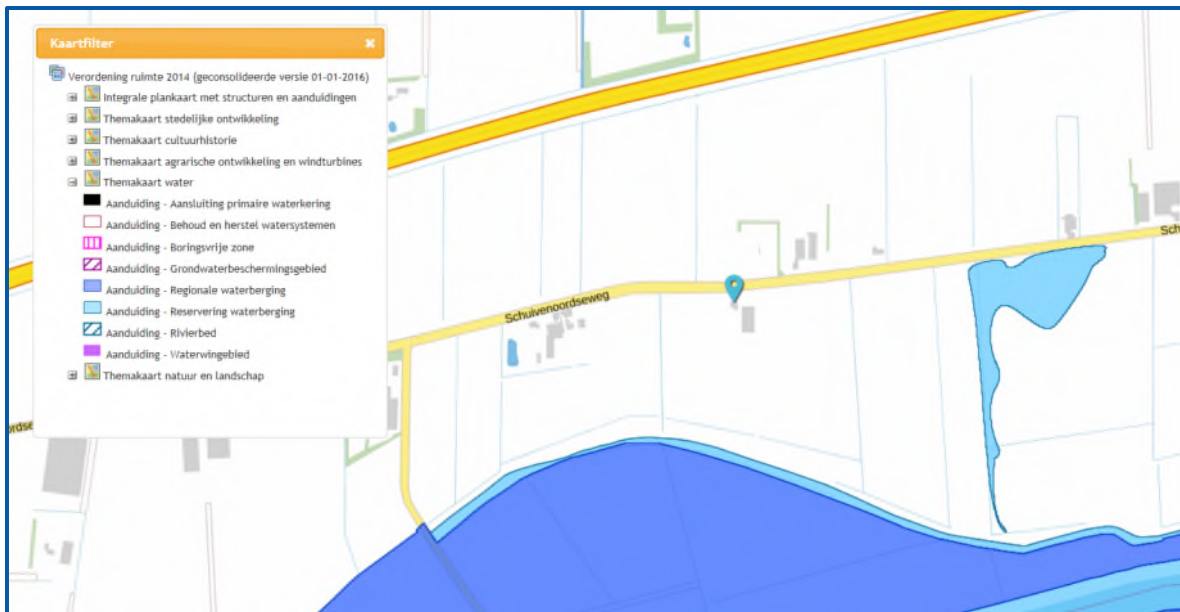 Kaartfilter
Verordening ruimte 2014 (geconsolideerde versie 01-01-2016)
Integrale plankaart met structuren en aanduidingen
Themakaart stedelijke ontwikkeling
Themakaart cultuurhistorie
Themakaart agrarische ontwikkeling en windturbines
Themakaart water
Aanduiding - Aansluiting primaire waterkering
Aanduiding - Behoud en herstel watersystemen
Aanduiding - Boringsvrije zone
Aanduiding - Grondwaterbeschermingsgebied
Aanduiding - Regionale waterberging
Aanduiding - Reservering waterberging
Aanduiding - Rivierbed
Aanduiding - Waterwingebied
Themakaart natuur en landschap
Schuivenoordseweg
Sch
ordse